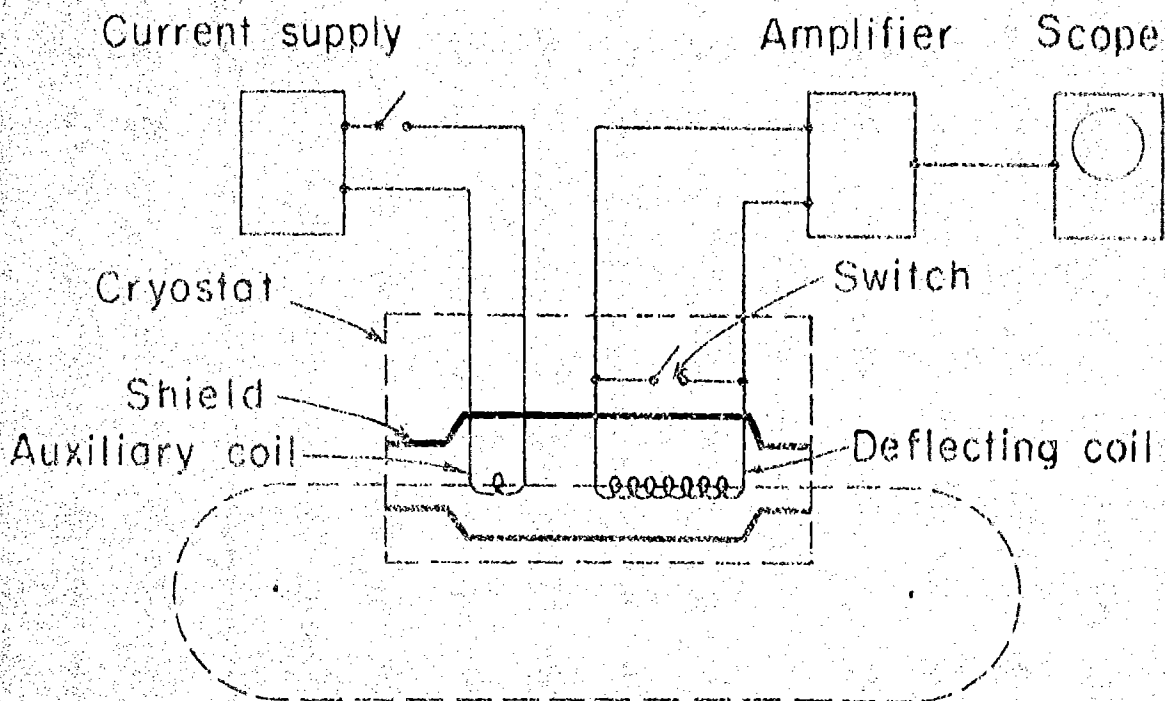 Current supply
Amplifier
Scope
Cryostat
Switch
Shield
Auxiliary coil
Deflecting coil